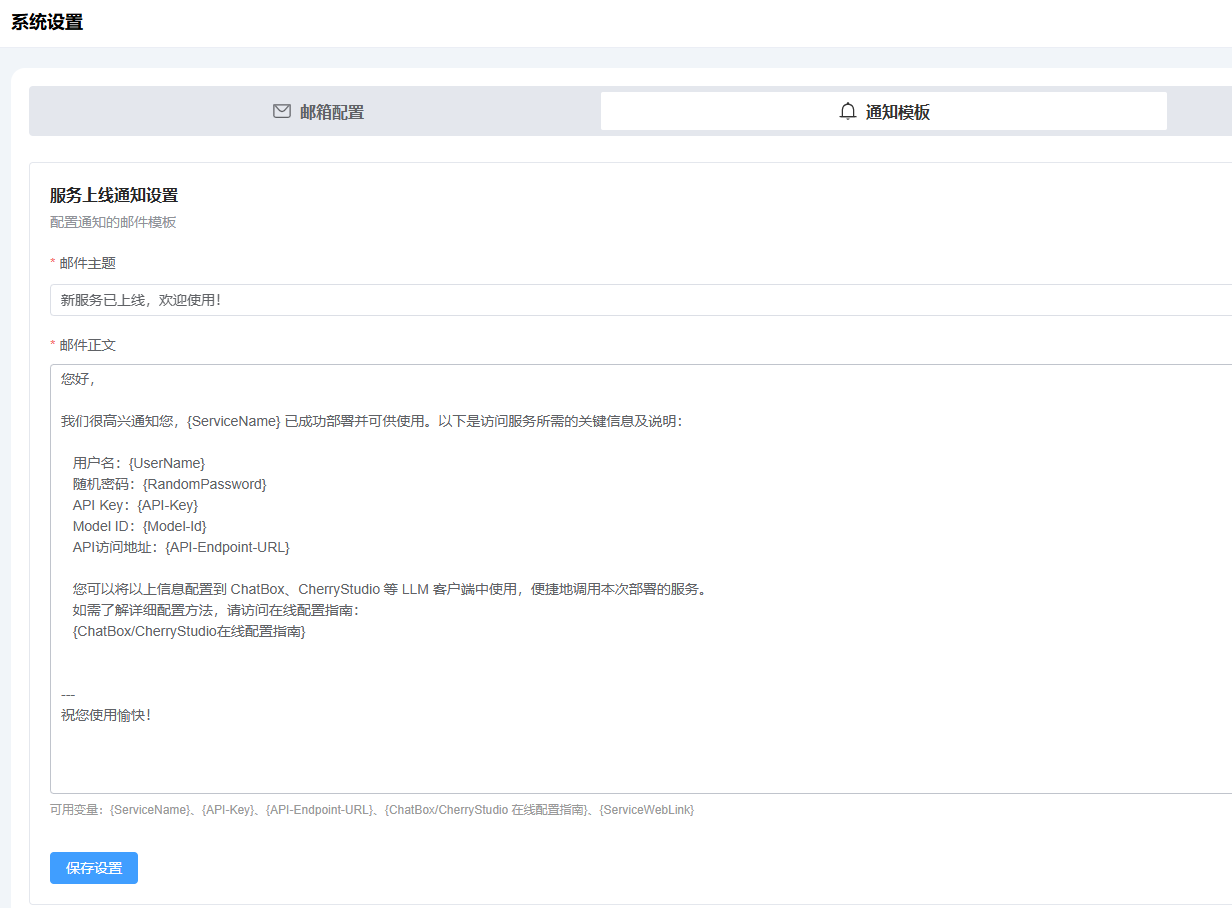 系统设置
邮箱配置
通知模板
服务上线通知设置
配置通知的邮件模板
* 邮件主题
新服务已上线，欢迎使用！
* 邮件正文
您好，
我们很高兴通知您，{ServiceName} 已成功部署并可供使用。以下是访问服务所需的关键信息及说明：
用户名：{UserName}
随机密码：{RandomPassword}
API Key：{API-Key}
Model ID：{Model-Id}
API访问地址：{API-Endpoint-URL}
您可以将以上信息配置到 ChatBox、CherryStudio 等 LLM 客户端中使用，便捷地调用本次部署的服务。
如需了解详细配置方法，请访问在线配置指南：
{ChatBox/CherryStudio在线配置指南}
---
祝您使用愉快！
可用变量：{ServiceName}、{API-Key}、{API-Endpoint-URL}、{ChatBox/CherryStudio 在线配置指南}、{ServiceWebLink}
保存设置